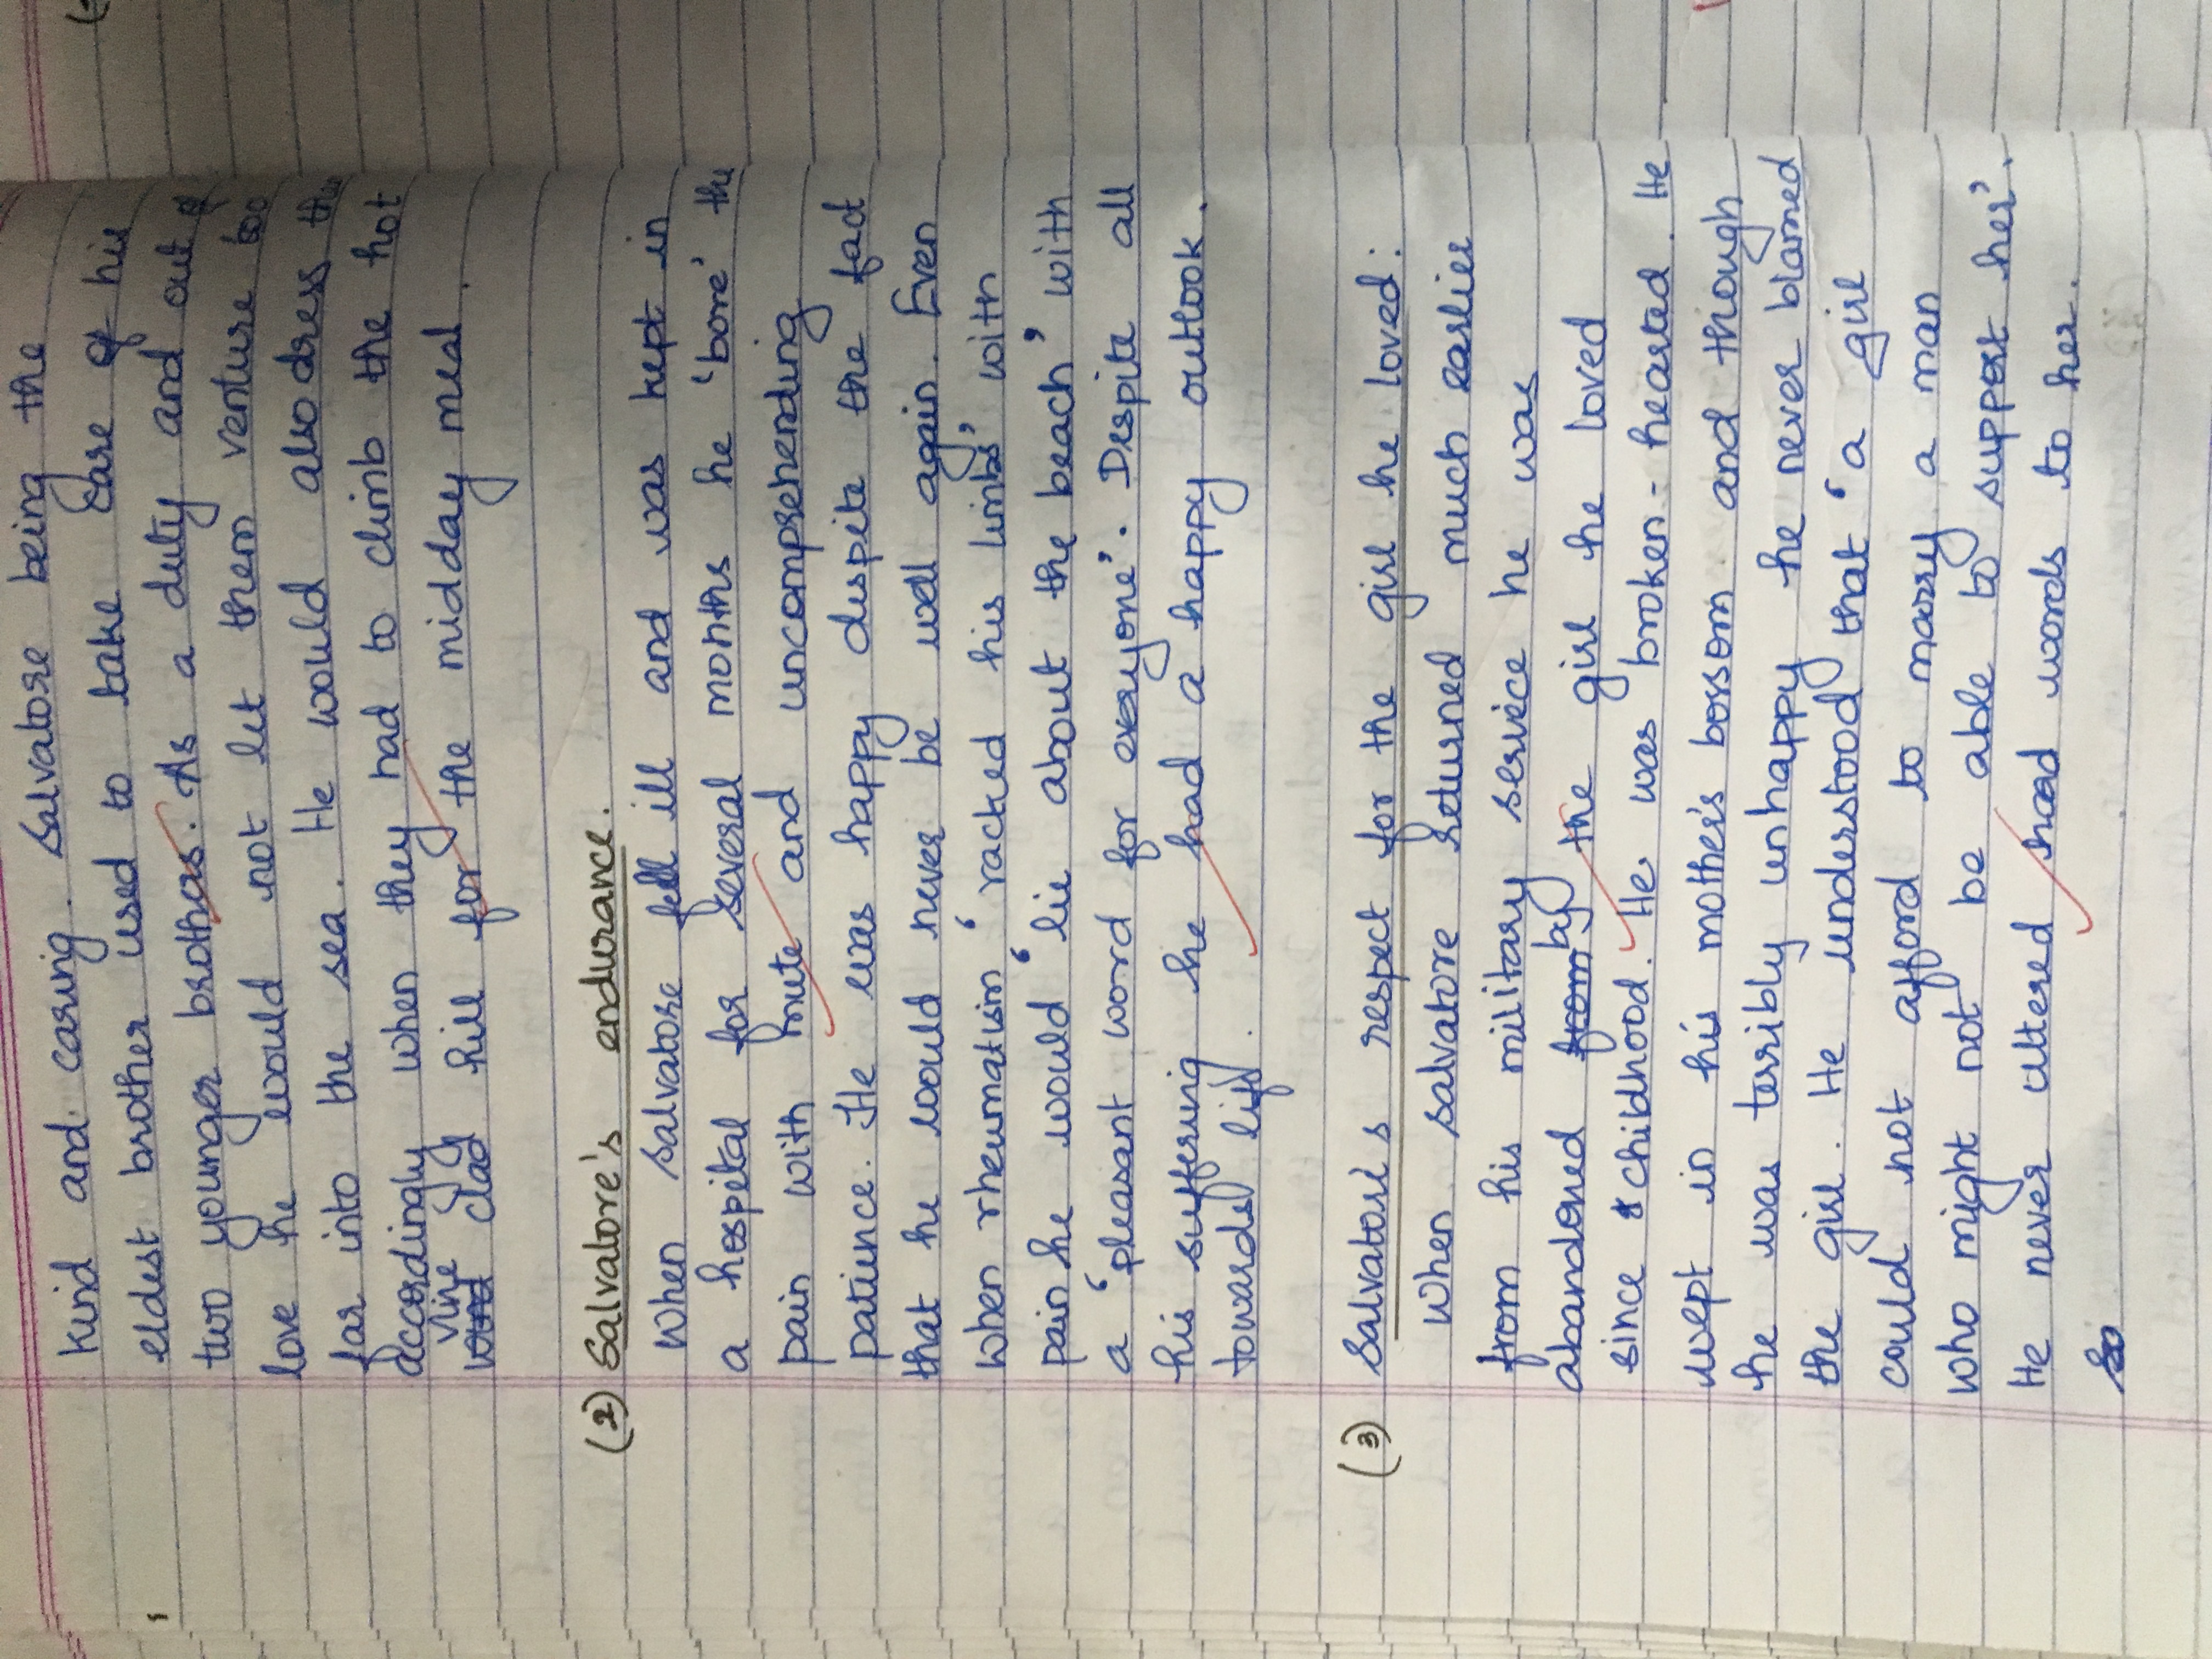 kind and caring. Salvatore being the
eldest brother used to take care of his
two younger brothers. As a duty and out of
love he would not let them venture too
far into the sea. He would also dress
accordingly when they had to climb the hot
vine
clad hill for the midday meal.
(2) Salvatore's endurance.
When Salvatore fell ill and was kept in
a hospital for several months he 'bore' the
pain with mute and uncomprehending
patience. He was happy despite the fact
that he would never be well again. Even
when rheumatism 'racked his limbs' with
pain he would 'lie about the beach' with
a 'pleasant word for everyone'. Despite all
his suffering he had a happy outlook.
towards life.
(3) Salvatore's respect for the girl he loved:
When Salvatore returned much earlier
from his military service he was
abandoned from by the girl he loved
since childhood. He was broken-hearted. He
wept in his mother's bossom and though
he was terribly unhappy he never blamed
the girl. He understood that 'a girl
could not afford to marry a man
who might not be able to support her'.
He never uttered hard words to her.
So